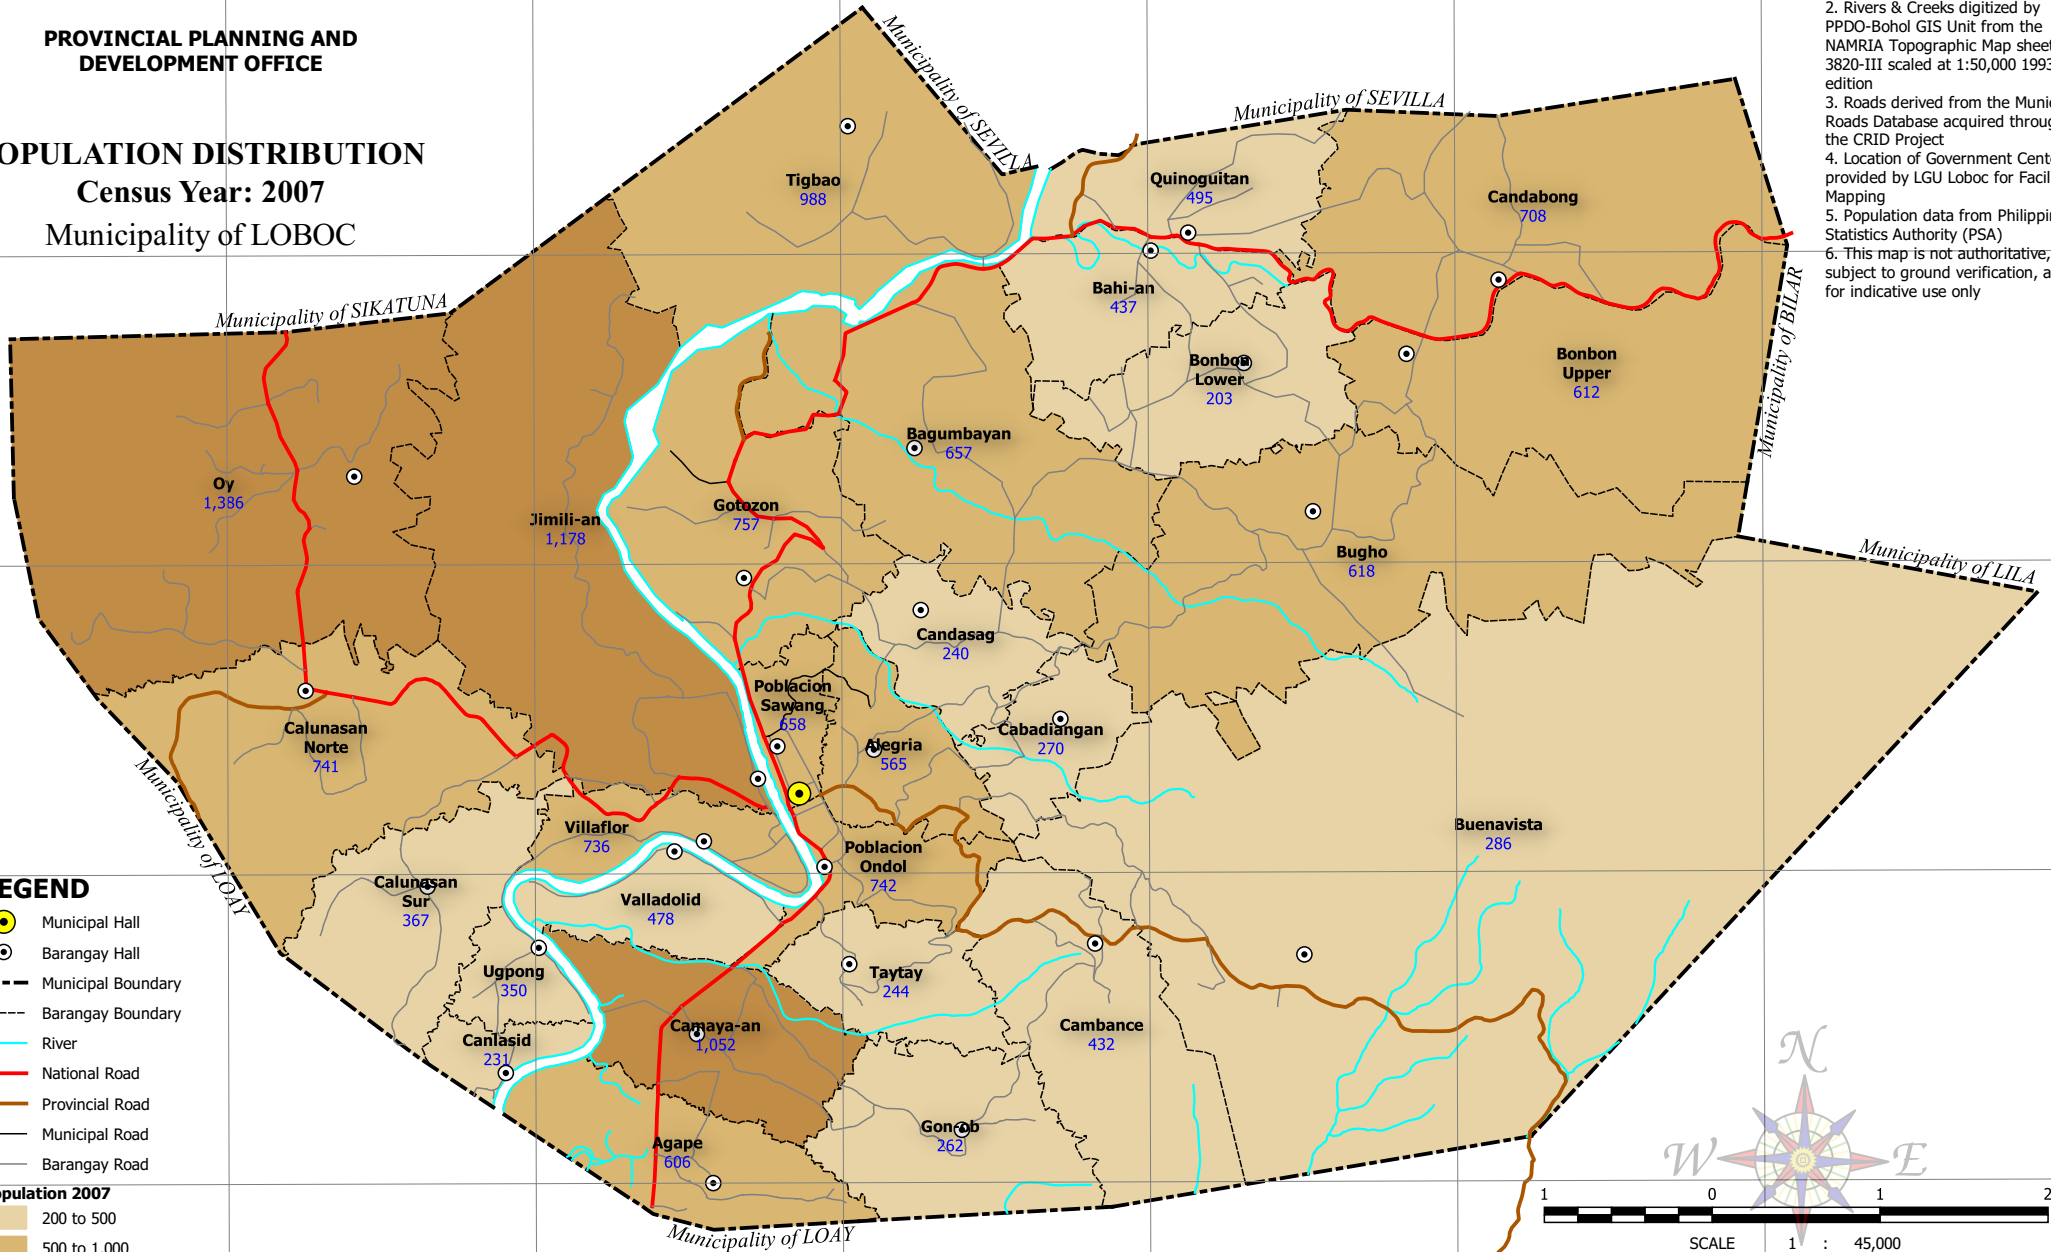 PROVINCIAL PLANNING AND
DEVELOPMENT OFFICE
OPULATION DISTRIBUTION
Census Year: 2007
Municipality of LOBOC
2. Rivers & Creeks digitized by
PPDO-Bohol GIS Unit from the
NAMRIA Topographic Map sheet
3820-III scaled at 1:50,000 1993
edition
3. Roads derived from the Munic
Roads Database acquired throug
the CRID Project
4. Location of Government Cente
provided by LGU Loboc for Facil
Mapping
5. Population data from Philippin
Statistics Authority (PSA)
6. This map is not authoritative,
subject to ground verification, a
for indicative use only
Municipality of SEVILLA
Municipality of SEVILLA
Municipality of SIKATUNA
Municipality of BILAR
Municipality of LILA
Municipality of LOAY
Municipality of LOAY
Tigbao
988
Quinoguitan
495
Candabong
708
Bahi-an
437
Bonbon
Lower
203
Bonbon
Upper
612
Bagumbayan
657
Oy
1,386
Jimili-an
1,178
Gotozon
757
Bugho
618
Candasag
240
Poblacion
Sawang
658
Cabadiangan
270
Alegria
565
Calunasan
Norte
741
Villaflor
736
Poblacion
Ondol
742
Buenavista
286
Calunasan
Sur
367
Valladolid
478
Ugpong
350
Taytay
244
Camaya-an
1,052
Cambance
432
Canlasid
231
Gon-ob
262
Agape
606
EGEND
Municipal Hall
Barangay Hall
Municipal Boundary
Barangay Boundary
River
National Road
Provincial Road
Municipal Road
Barangay Road
opulation 2007
200 to 500
500 to 1,000
N
W
E
1 0 1 2
SCALE 1 : 45,000